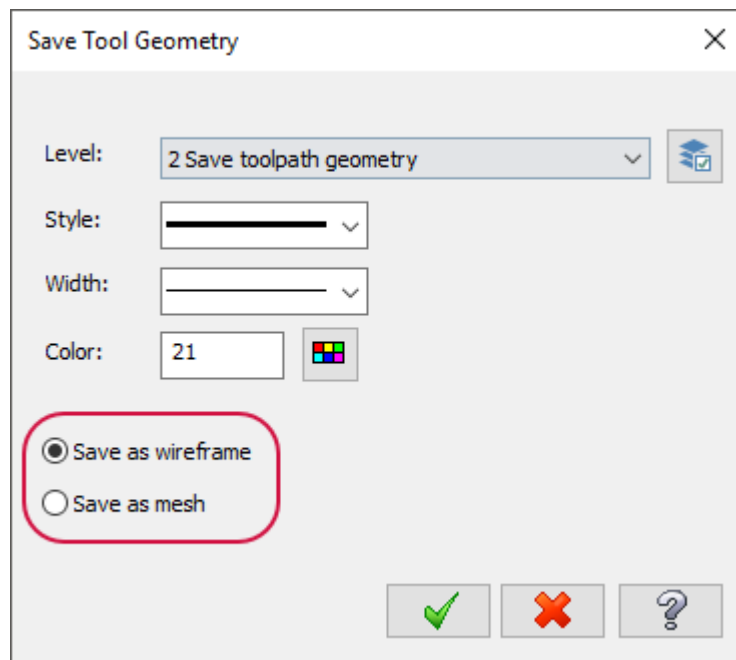 Save Tool Geometry
Level: 2 Save toolpath geometry
Style:
Width:
Color: 21
Save as wireframe
Save as mesh